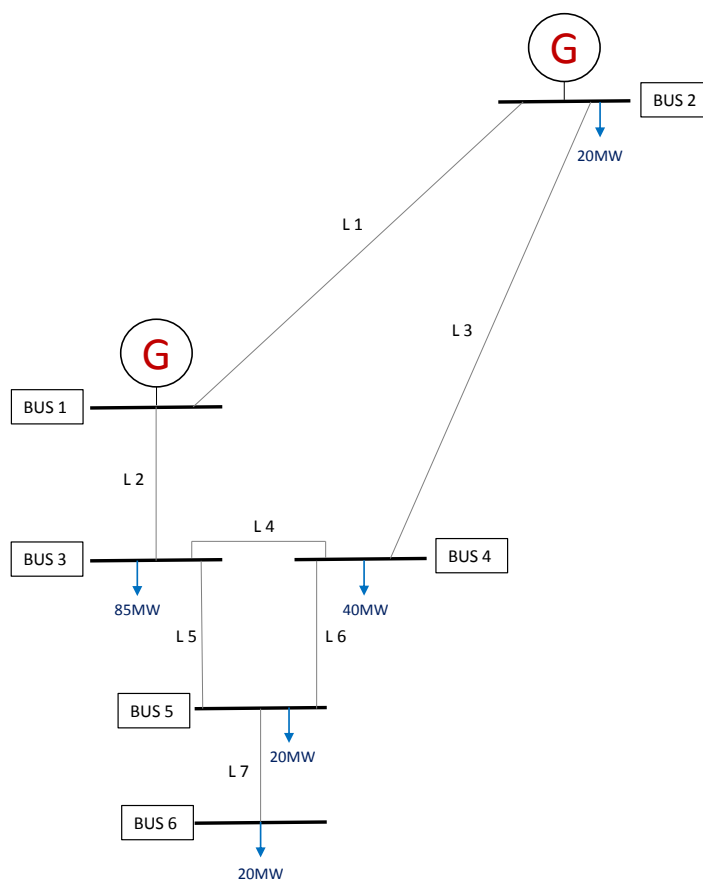 G
BUS 2
20MW
L 1
L 3
G
BUS 1
L 2
L 4
BUS 3
BUS 4
85MW
40MW
L 5
L 6
BUS 5
20MW
L 7
BUS 6
20MW